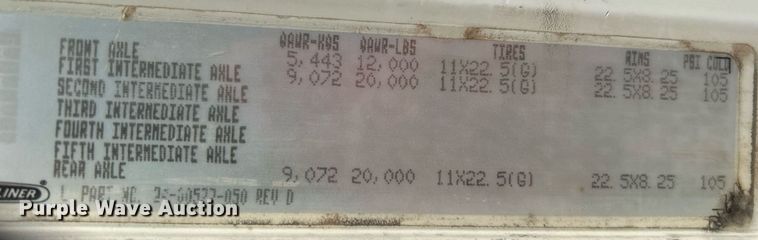 GAWR-KGS GAWR-LBS TIRES RIMS PSI COLD
FRONT AXLE 5,443 12,000 11X22.5(G) 22.5X8.25 105
FIRST INTERMEDIATE AXLE 9,072 20,000 11X22.5(G) 22.5X8.25 105
SECOND INTERMEDIATE AXLE
THIRD INTERMEDIATE AXLE
FOURTH INTERMEDIATE AXLE
FIFTH INTERMEDIATE AXLE
REAR AXLE 9,072 20,000 11X22.5(G) 22.5X8.25 105
LINER PART NO. REV D
Purple Wave Auction